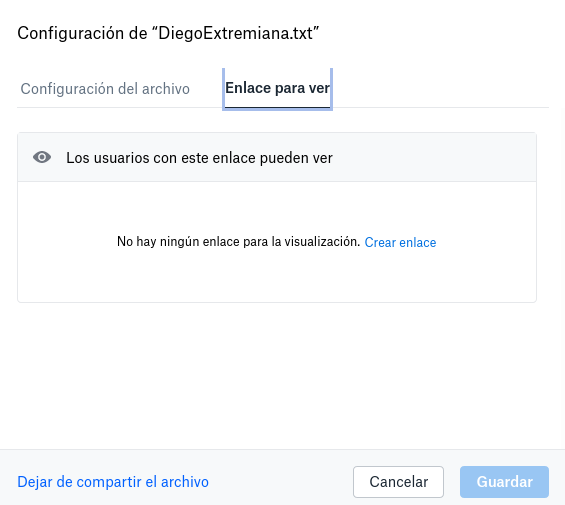 Configuración de “DiegoExtremiana.txt”
Configuración del archivo
Enlace para ver
Los usuarios con este enlace pueden ver
No hay ningún enlace para la visualización. Crear enlace
Dejar de compartir el archivo
Cancelar
Guardar